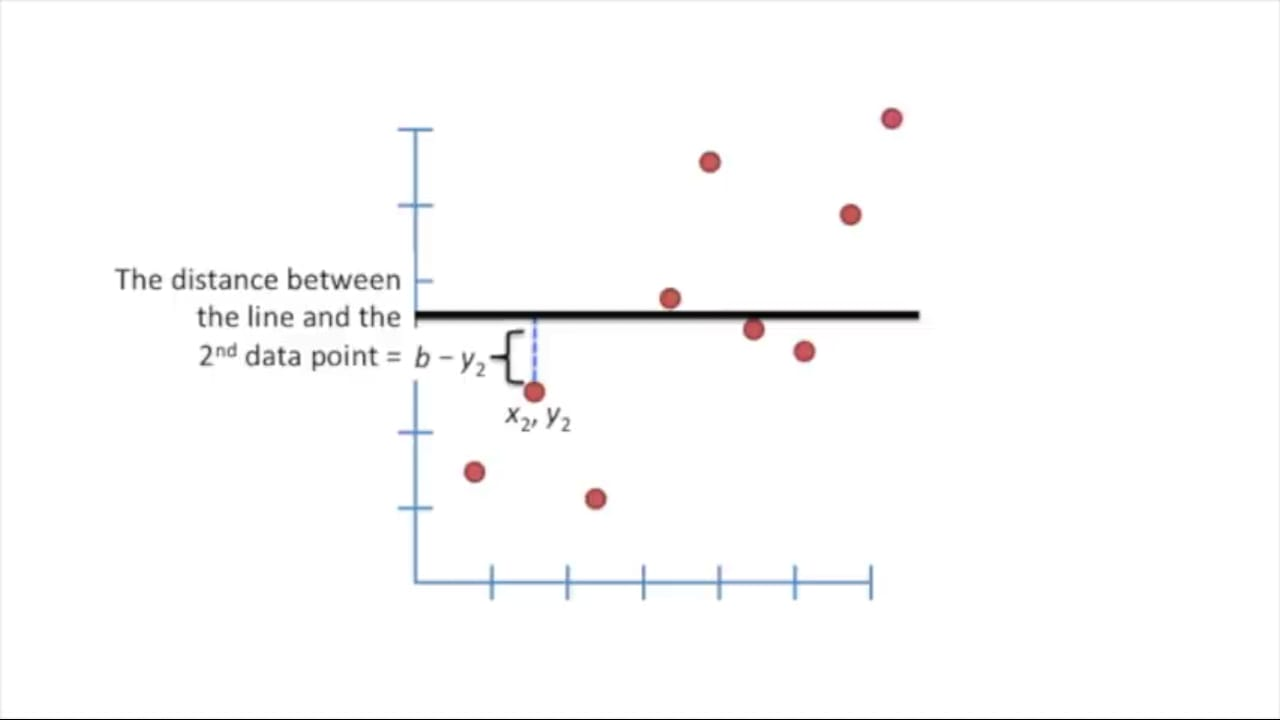 The distance between
the line and the
2nd data point = b − y2
x2, y2